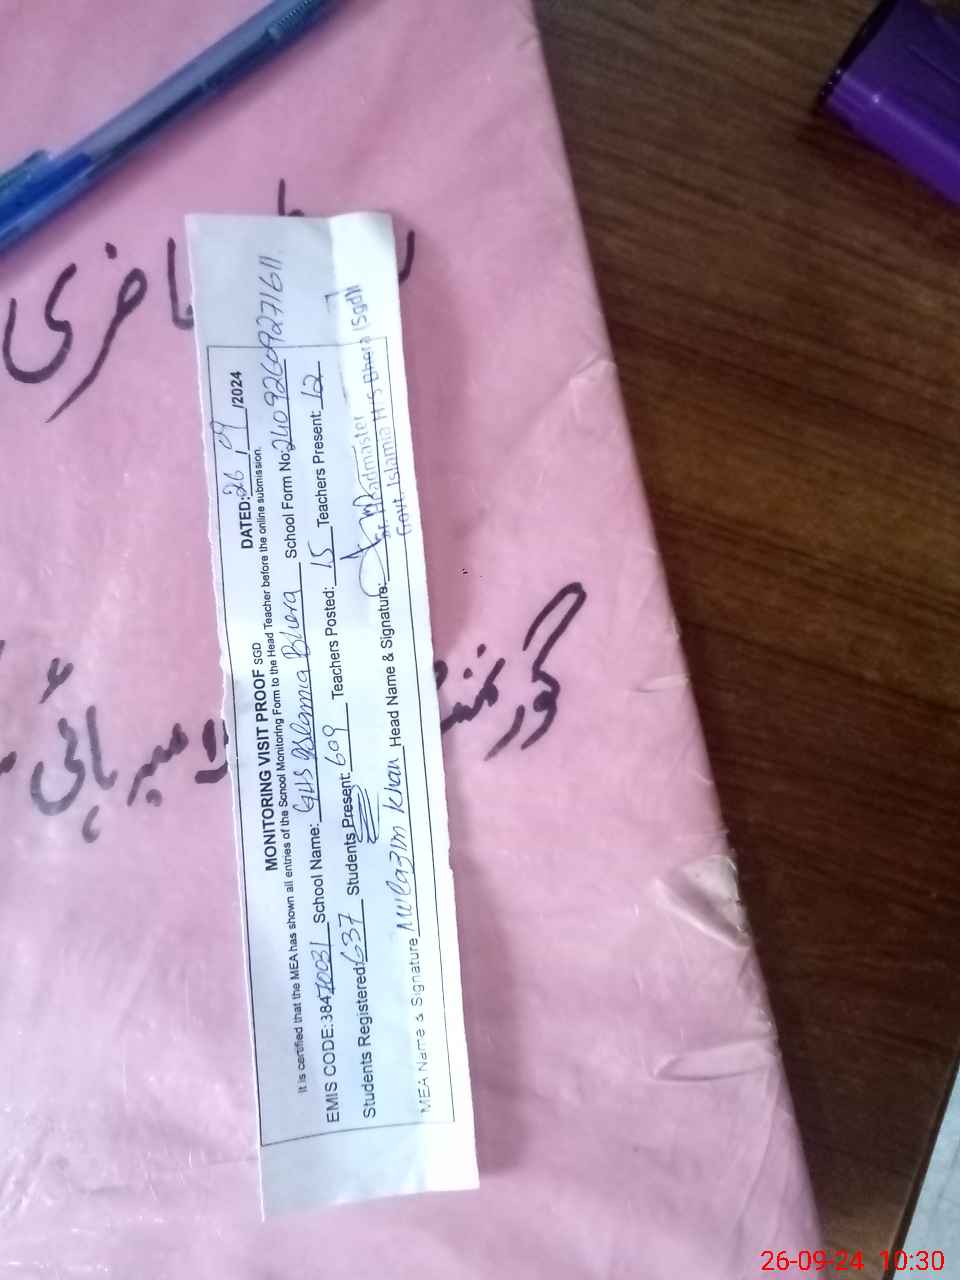 MONITORING VISIT PROOF SGD DATED: 26/09/2024
It is certified that the MEA has shown all entries of the School Monitoring Form to the Head Teacher before the online submission.
EMIS CODE: 38470031 School Name: GHS Islamia Bhera School Form No: 24092609271611
Students Registered: 637 Students Present: 609 Teachers Posted: 15 Teachers Present: 12
MEA Name & Signature Mulazim Khan Head Name & Signature:
Sr. Headmaster
Govt. Islamia H/S Bhera (Sgd)
حاضری
گورنمنٹ
ہائی
26-09-24 10:30